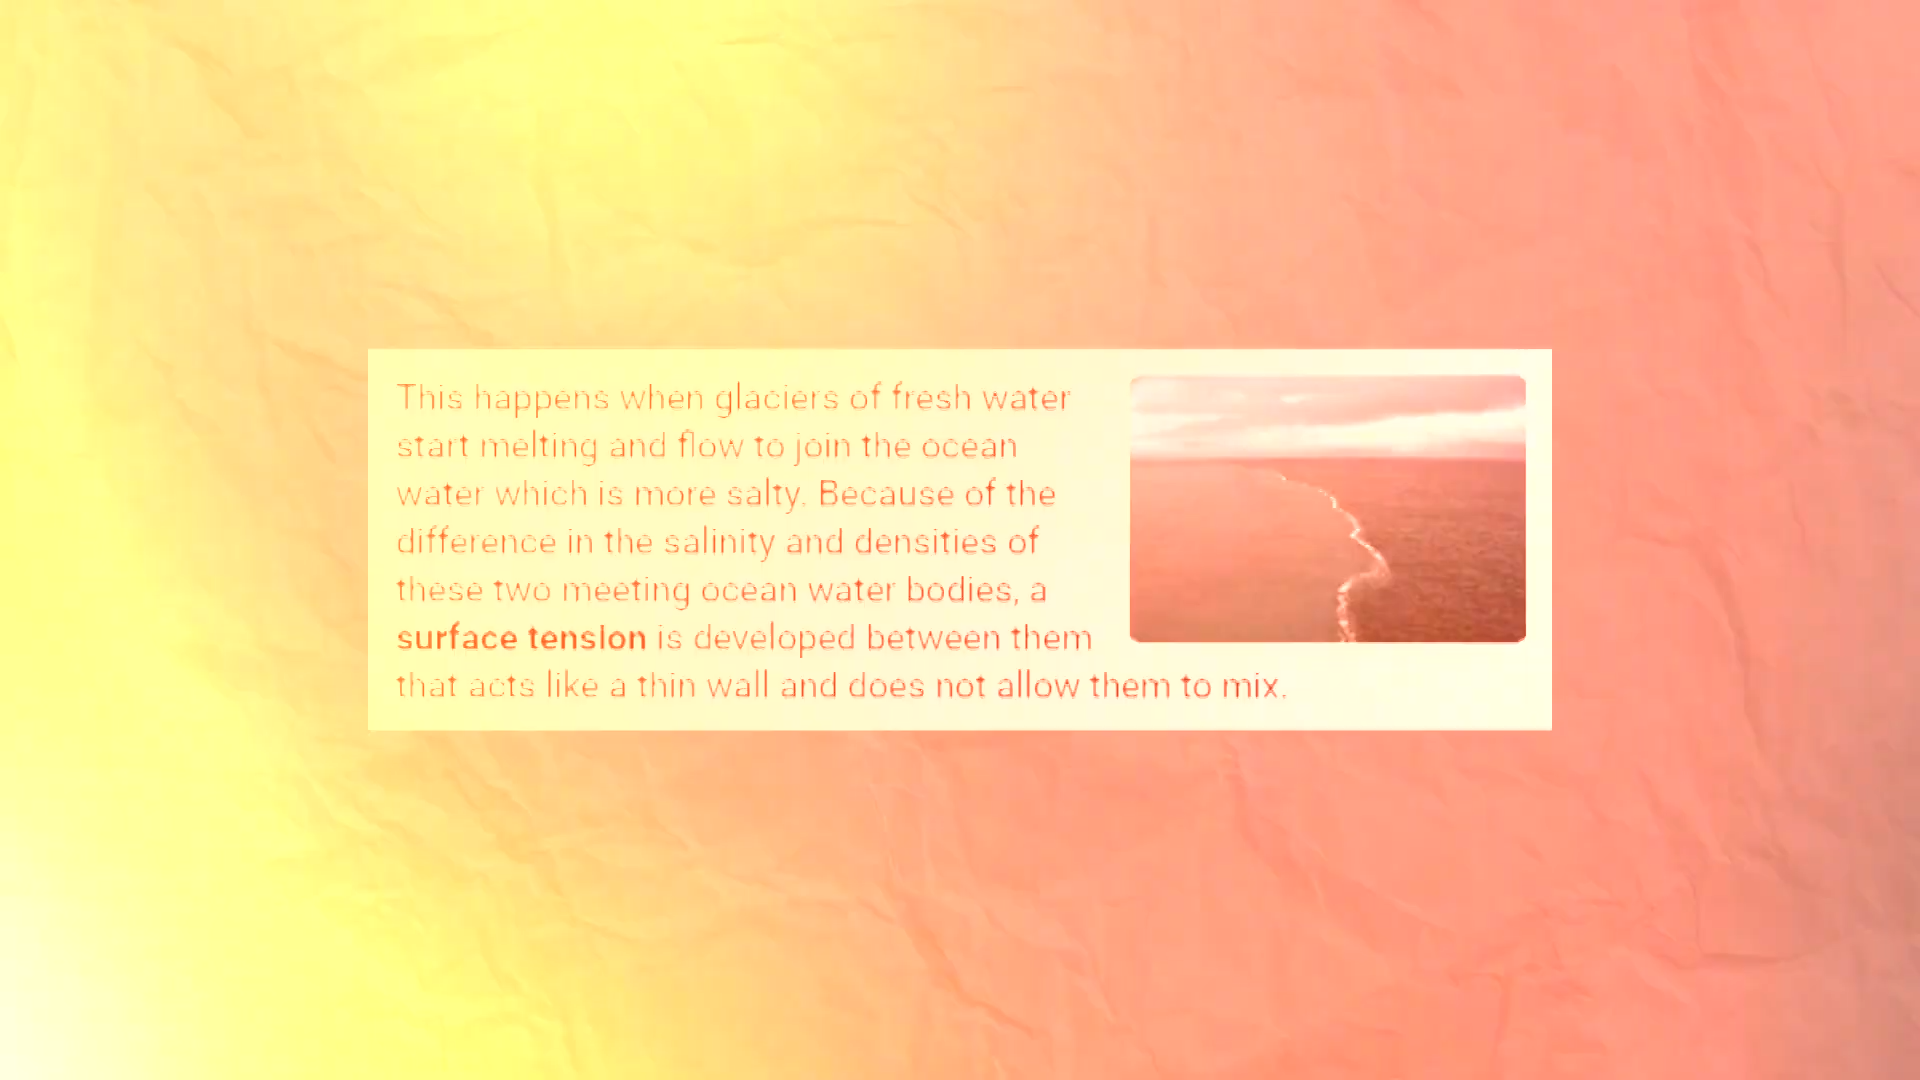 This happens when glaciers of fresh water
start melting and flow to join the ocean
water which is more salty. Because of the
difference in the salinity and densities of
these two meeting ocean water bodies, a
surface tension is developed between them
that acts like a thin wall and does not allow them to mix.